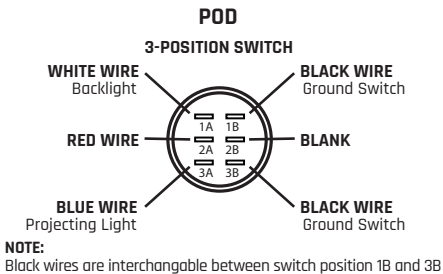 POD
3-POSITION SWITCH
WHITE WIRE
Backlight
BLACK WIRE
Ground Switch
1A 1B
RED WIRE
2A 2B
BLANK
3A 3B
BLUE WIRE
Projecting Light
BLACK WIRE
Ground Switch
NOTE:
Black wires are interchangable between switch position 1B and 3B